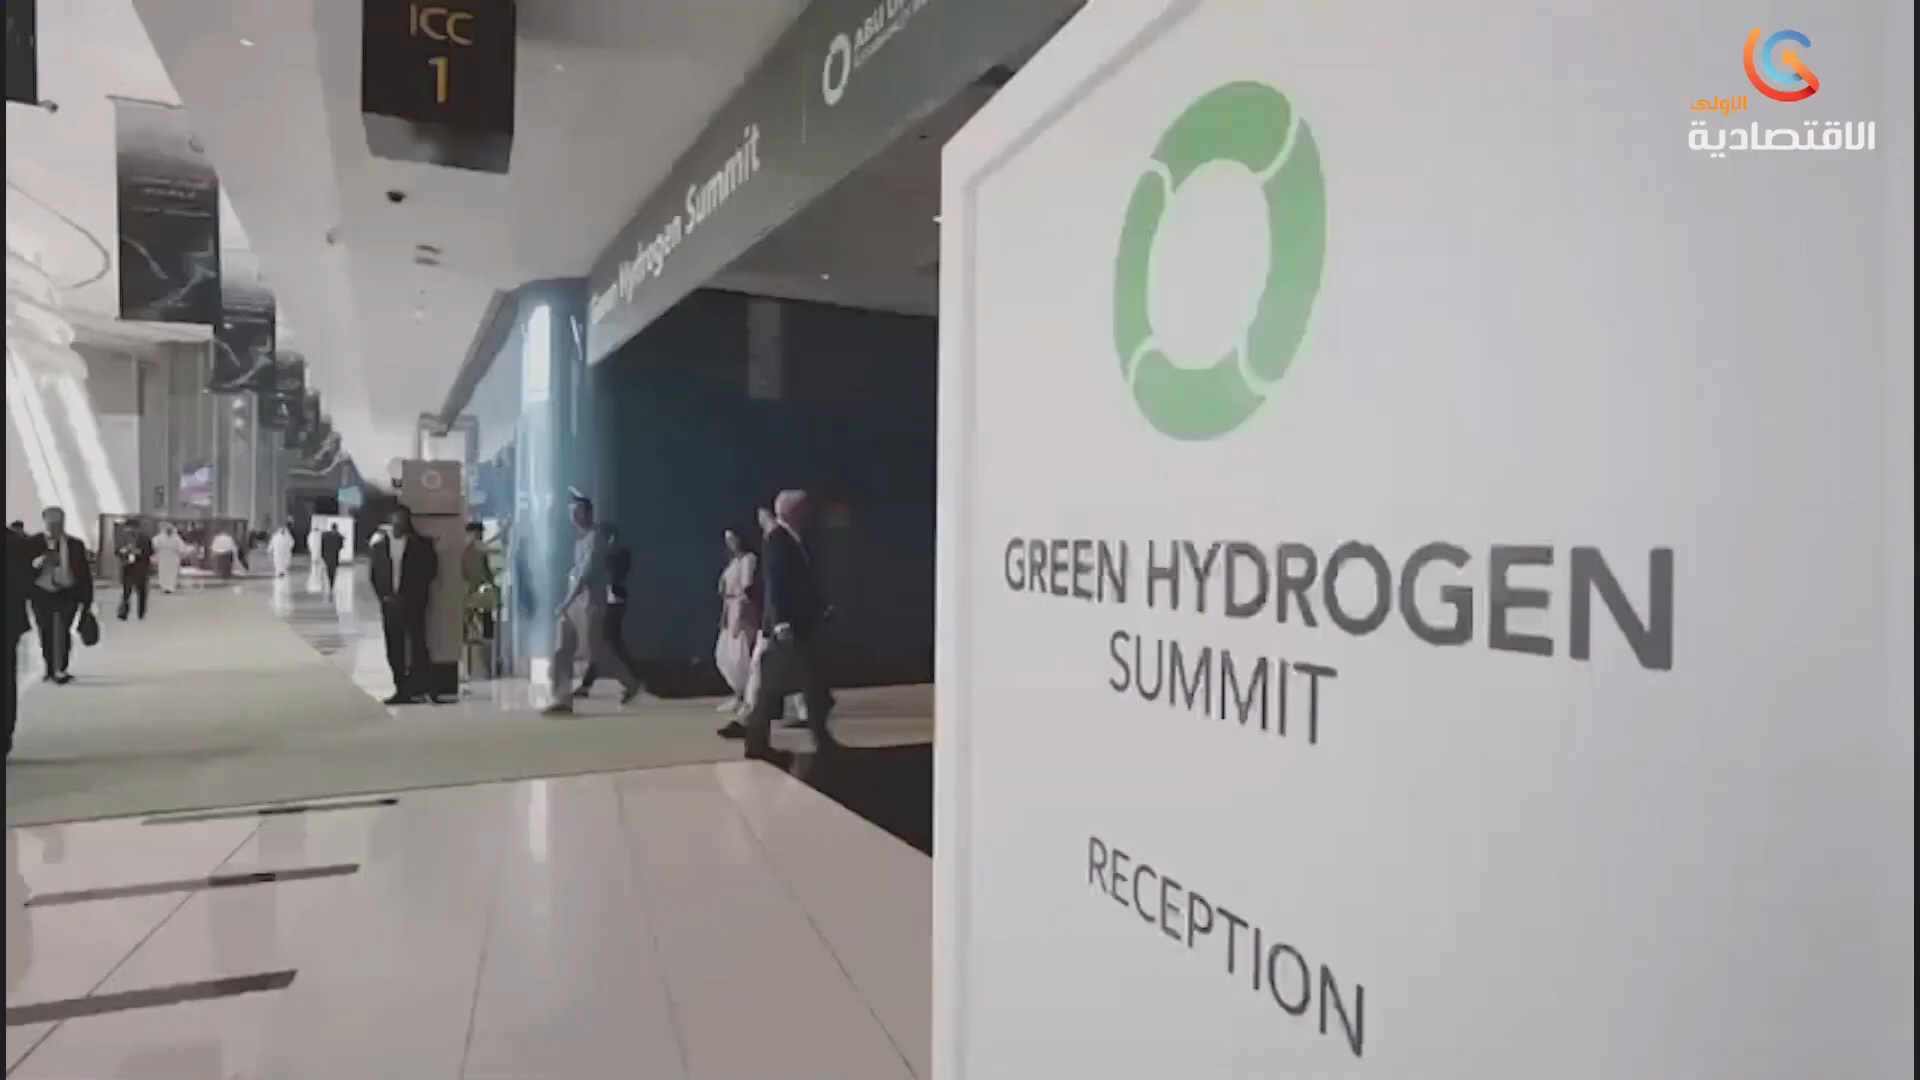 ICC
1
Green Hydrogen Summit
GREEN HYDROGEN
SUMMIT
RECEPTION
الأولى
الاقتصادية